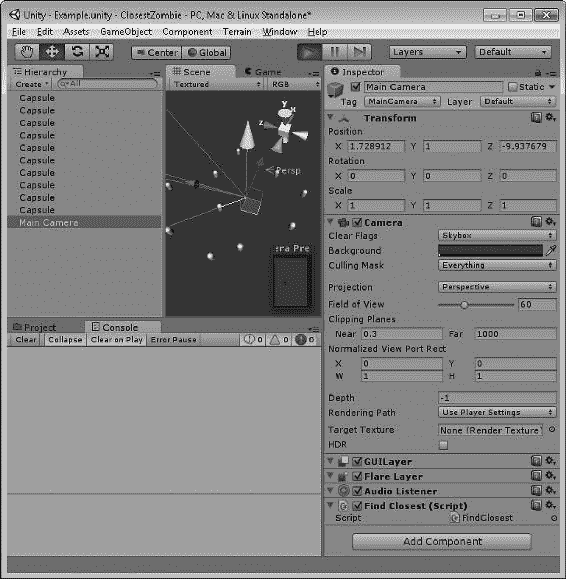 Unity - Example.unity - ClosestZombie - PC, Mac & Linux Standalone*
File Edit Assets GameObject Component Terrain Window Help
Center Global Layers Default
Hierarchy
Create All
Capsule
Capsule
Capsule
Capsule
Capsule
Capsule
Capsule
Capsule
Capsule
Capsule
Main Camera
Scene Game
Textured RGB
y
z
Persp
era Pre
Project Console
Clear Collapse Clear on Play Error Pause 0 0 0
Inspector
Main Camera Static
Tag MainCamera Layer Default
Transform
Position
X 1.728912 Y 1 Z -9.937679
Rotation
X 0 Y 0 Z 0
Scale
X 1 Y 1 Z 1
Camera
Clear Flags Skybox
Background
Culling Mask Everything
Projection Perspective
Field of View 60
Clipping Planes
Near 0.3 Far 1000
Normalized View Port Rect
X 0 Y 0
W 1 H 1
Depth -1
Rendering Path Use Player Settings
Target Texture None (Render Texture)
HDR
GUILayer
Flare Layer
Audio Listener
Find Closest (Script)
Script FindClosest
Add Component